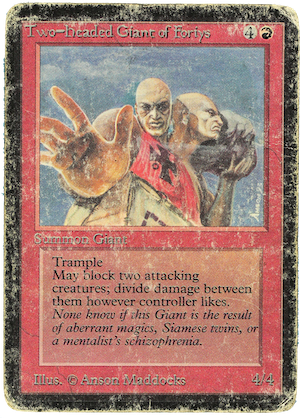 Two-Headed Giant of Foriys
4
Summon Giant
Trample
May block two attacking
creatures; divide damage between
them however controller likes.
None know if this Giant is the result
of aberrant magics, Siamese twins, or
a mentalist's schizophrenia.
Illus. © Anson Maddocks
4/4